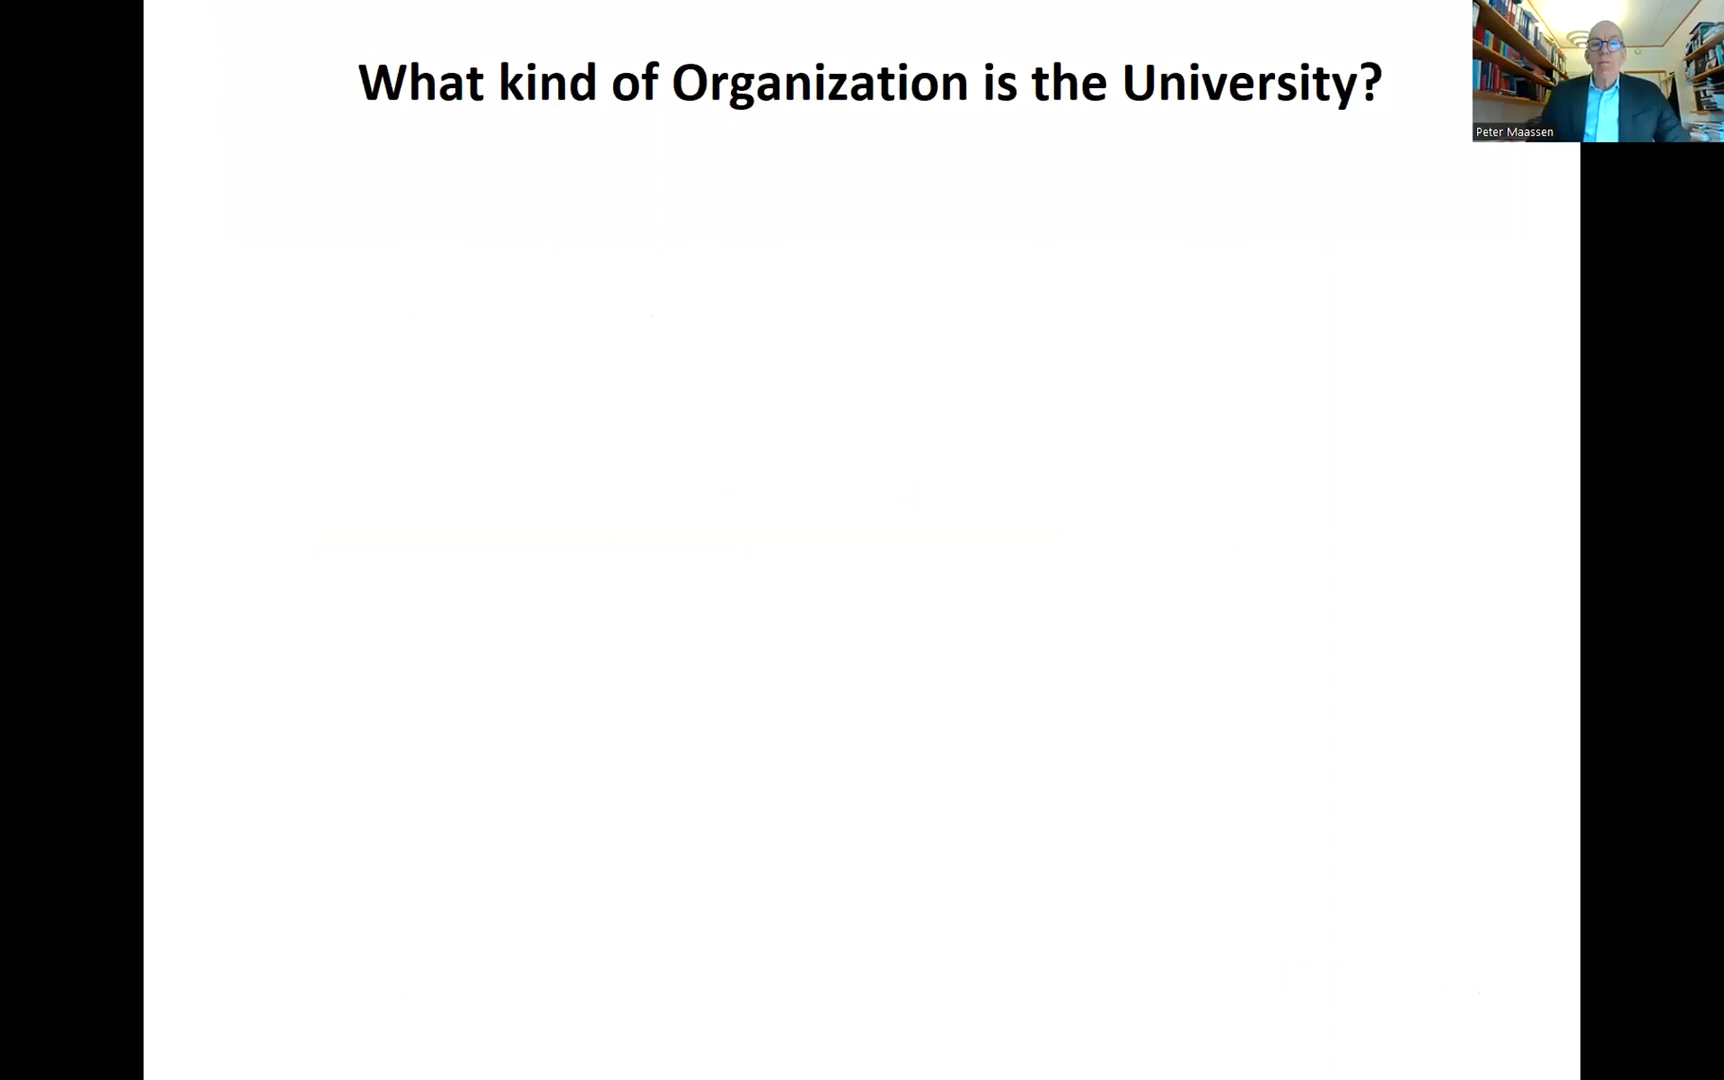 What kind of Organization is the University?
Peter Maassen